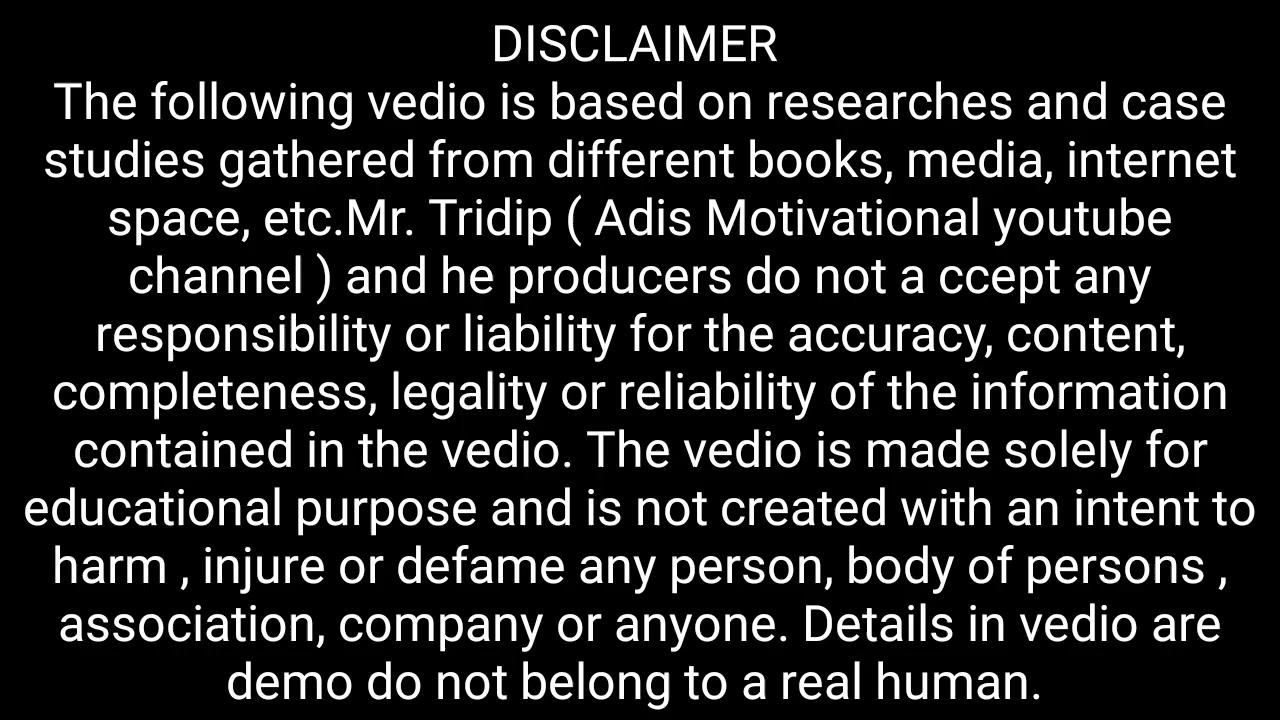 DISCLAIMER
The following vedio is based on researches and case
studies gathered from different books, media, internet
space, etc.Mr. Tridip ( Adis Motivational youtube
channel ) and he producers do not a ccept any
responsibility or liability for the accuracy, content,
completeness, legality or reliability of the information
contained in the vedio. The vedio is made solely for
educational purpose and is not created with an intent to
harm , injure or defame any person, body of persons ,
association, company or anyone. Details in vedio are
demo do not belong to a real human.